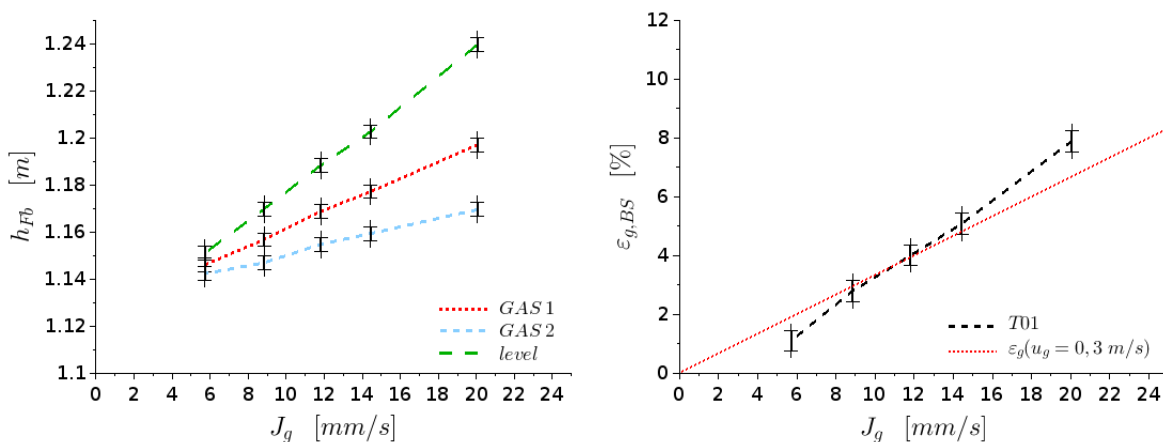 1.24
1.22
1.2
1.18
1.16
1.14
1.12
1.1
h_{Fb} [m]
0 2 4 6 8 10 12 14 16 18 20 22 24
J_g [mm/s]
GAS 1
GAS 2
level
12
10
8
6
4
2
0
ε_{g,BS} [%]
0 2 4 6 8 10 12 14 16 18 20 22 24
J_g [mm/s]
T01
ε_g(u_g = 0, 3 m/s)